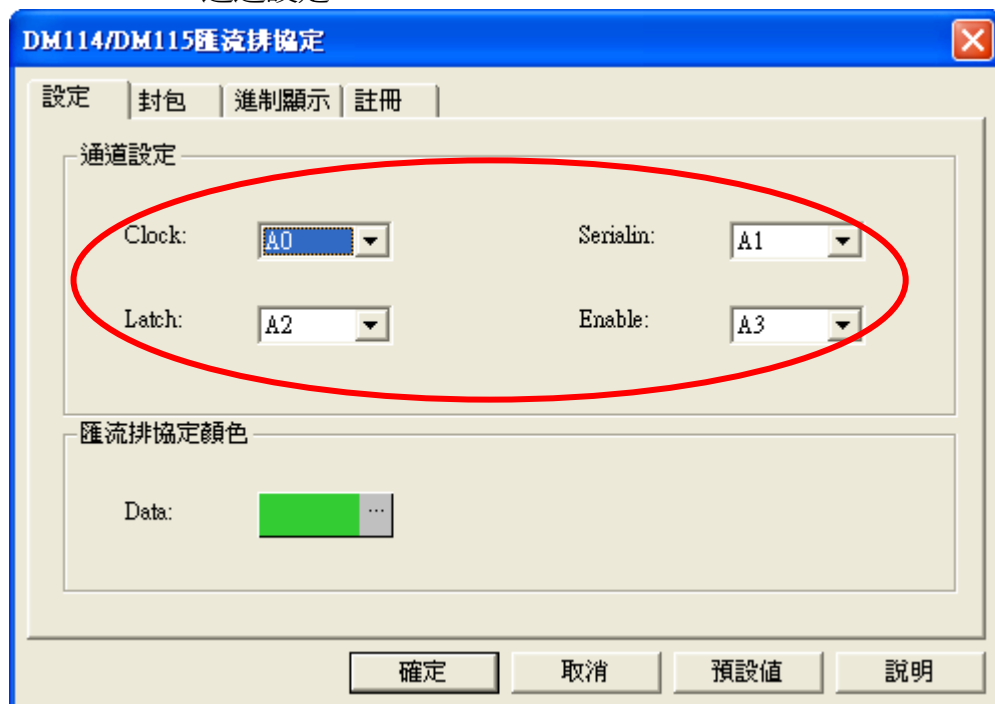 DM114/DM115匯流排協定
設定 封包 進制顯示 註冊
通道設定
Clock: A0 Serialin: A1
Latch: A2 Enable: A3
匯流排協定顏色
Data: ...
確定 取消 預設值 說明